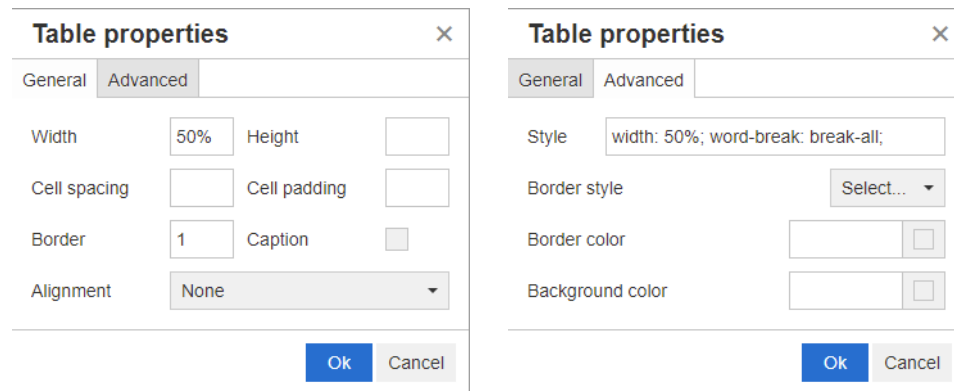 Table properties ×
General Advanced
Width 50% Height
Cell spacing Cell padding
Border 1 Caption
Alignment None
Ok Cancel
Table properties ×
General Advanced
Style width: 50%; word-break: break-all;
Border style Select...
Border color
Background color
Ok Cancel